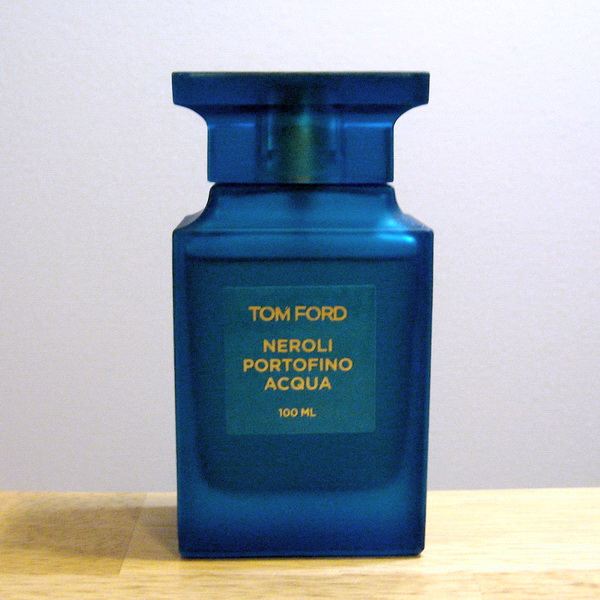 TOM FORD
NEROLI
PORTOFINO
ACQUA
100 ML